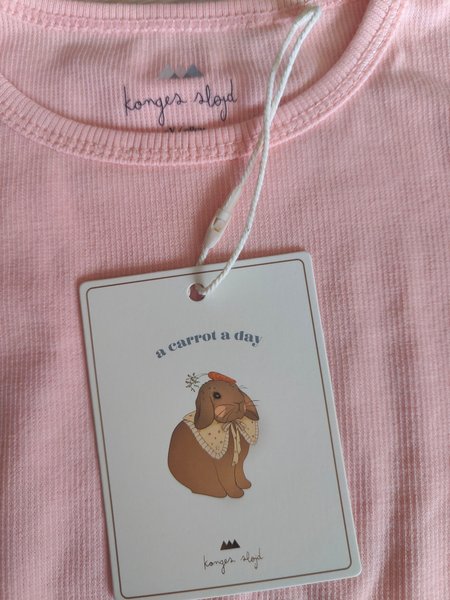 konges sløjd
a carrot a day
konges sløjd